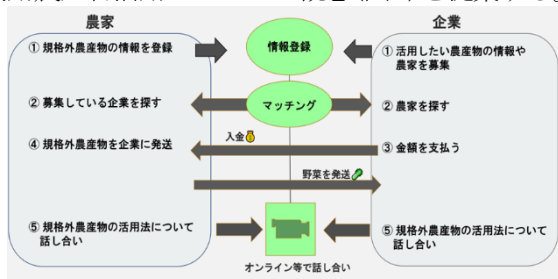 農家
企業
① 規格外農産物の情報を登録
情報登録
① 活用したい農産物の情報や
農家を募集
② 募集している企業を探す
マッチング
② 農家を探す
入金
④ 規格外農産物を企業に発送
③ 金額を支払う
野菜を発送
⑤ 規格外農産物の活用法について
話し合い
⑤ 規格外農産物の活用法について
話し合い
オンライン等で話し合い